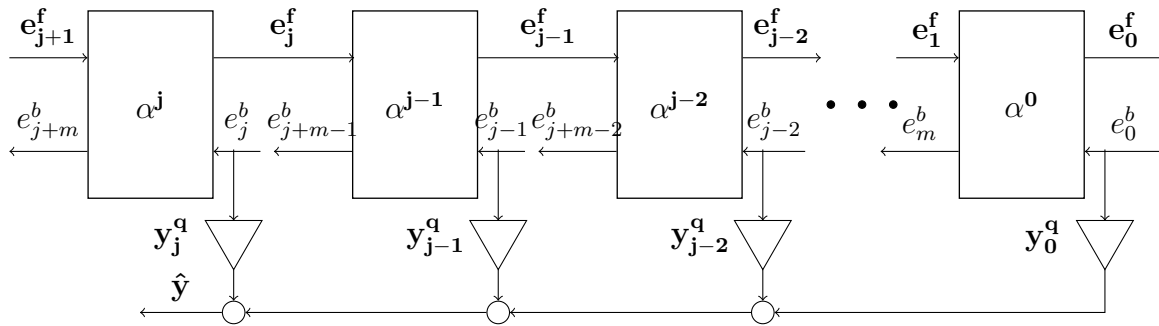 e^f_{j+1} e^f_j e^f_{j−1} e^f_{j−2} e^f_1 e^f_0
α^j α^{j−1} α^{j−2} • • • α^0
e^b_{j+m} e^b_j e^b_{j+m−1} e^b_{j−1} e^b_{j+m−2} e^b_{j−2} e^b_m e^b_0
y^q_j y^q_{j−1} y^q_{j−2} y^q_0
ŷ